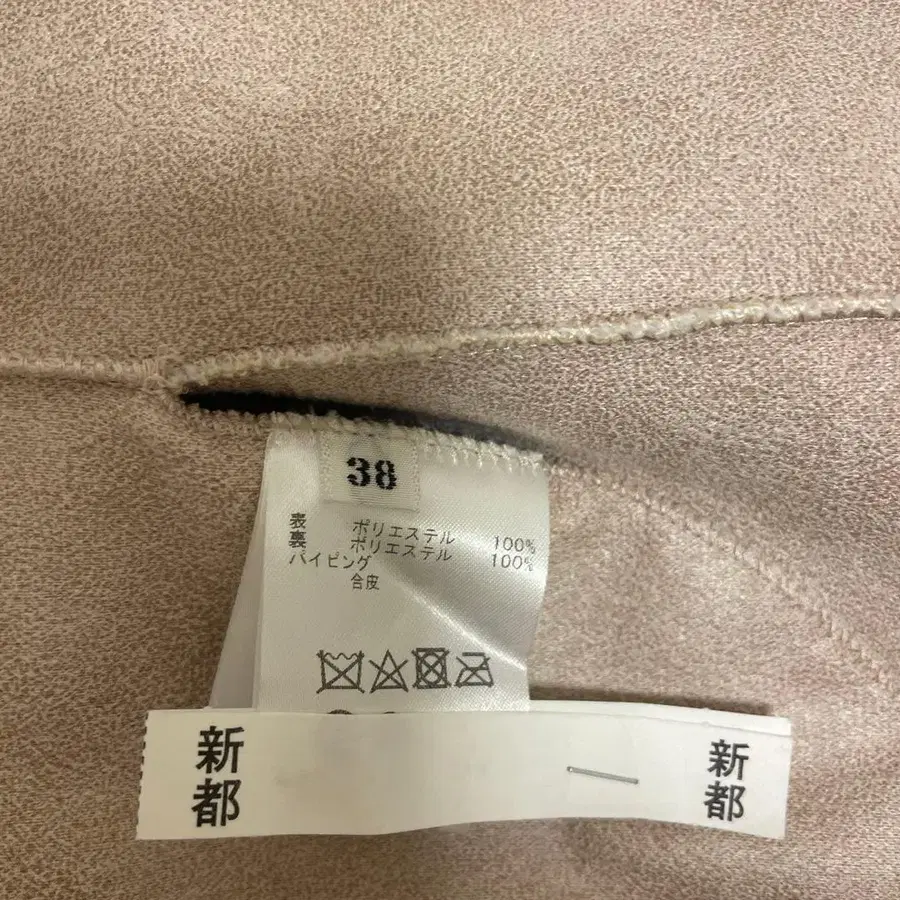 38
表 ポリエステル 100%
裏 ポリエステル 100%
パイピング
合皮
新都
新都